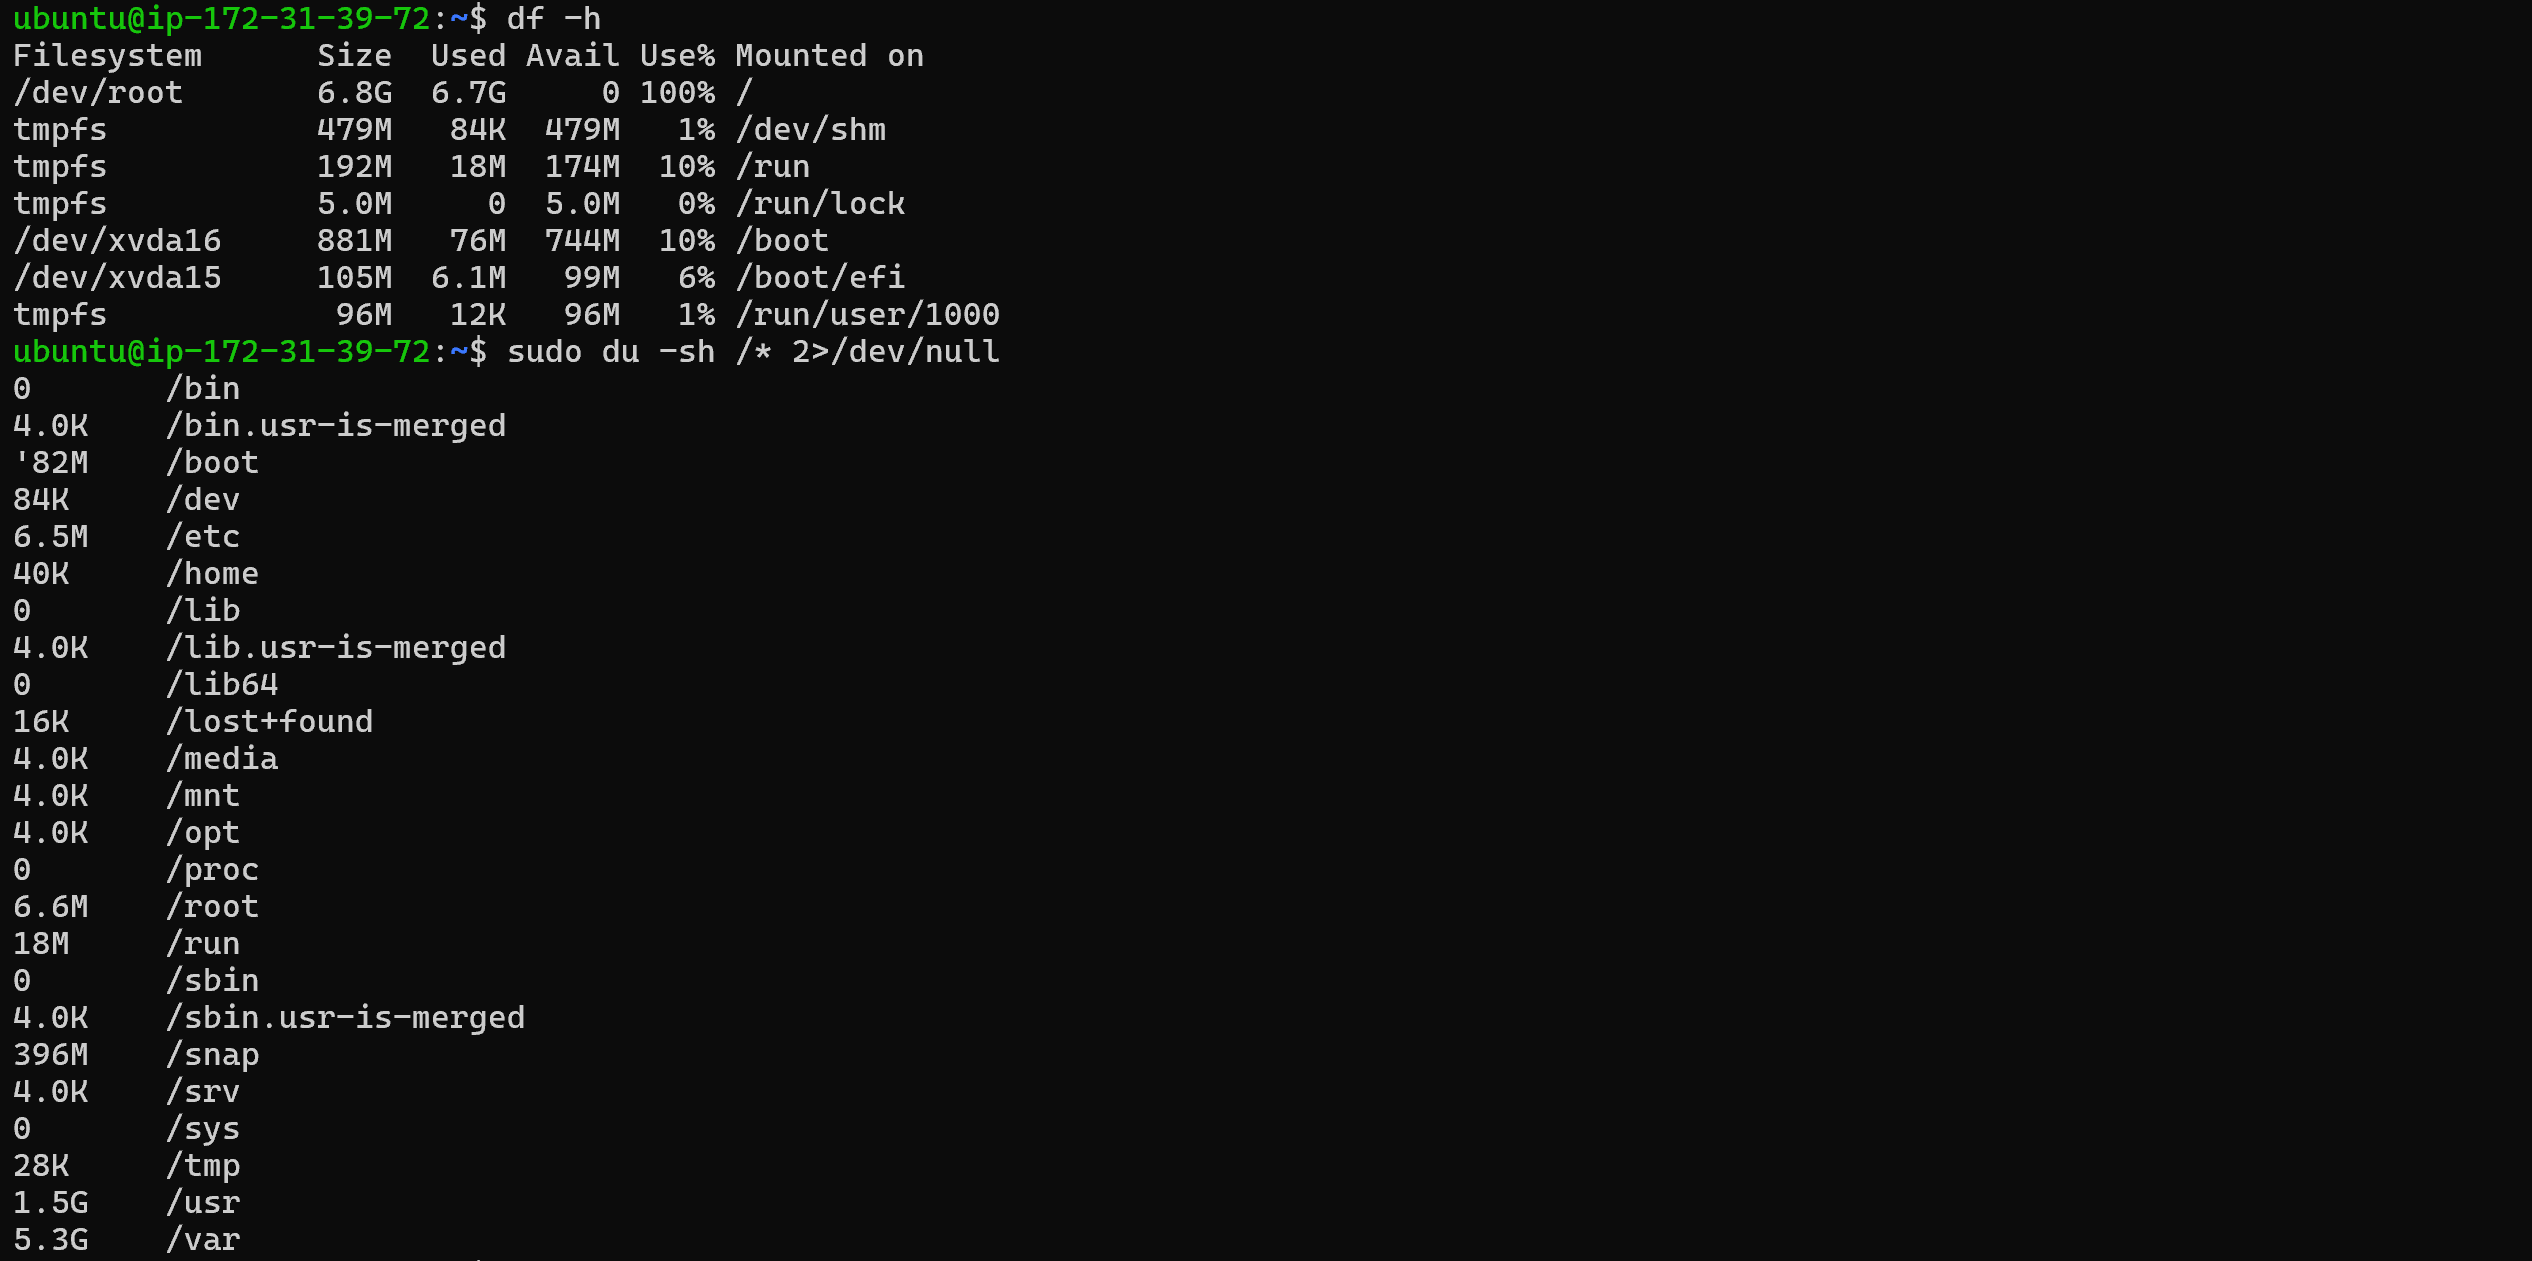 ubuntu@ip-172-31-39-72:~$ df -h
Filesystem      Size  Used Avail Use% Mounted on
/dev/root       6.8G  6.7G     0 100% /
tmpfs           479M   84K  479M   1% /dev/shm
tmpfs           192M   18M  174M  10% /run
tmpfs           5.0M     0  5.0M   0% /run/lock
/dev/xvda16     881M   76M  744M  10% /boot
/dev/xvda15     105M  6.1M   99M   6% /boot/efi
tmpfs            96M   12K   96M   1% /run/user/1000
ubuntu@ip-172-31-39-72:~$ sudo du -sh /* 2>/dev/null
0       /bin
4.0K    /bin.usr-is-merged
'82M    /boot
84K     /dev
6.5M    /etc
40K     /home
0       /lib
4.0K    /lib.usr-is-merged
0       /lib64
16K     /lost+found
4.0K    /media
4.0K    /mnt
4.0K    /opt
0       /proc
6.6M    /root
18M     /run
0       /sbin
4.0K    /sbin.usr-is-merged
396M    /snap
4.0K    /srv
0       /sys
28K     /tmp
1.5G    /usr
5.3G    /var